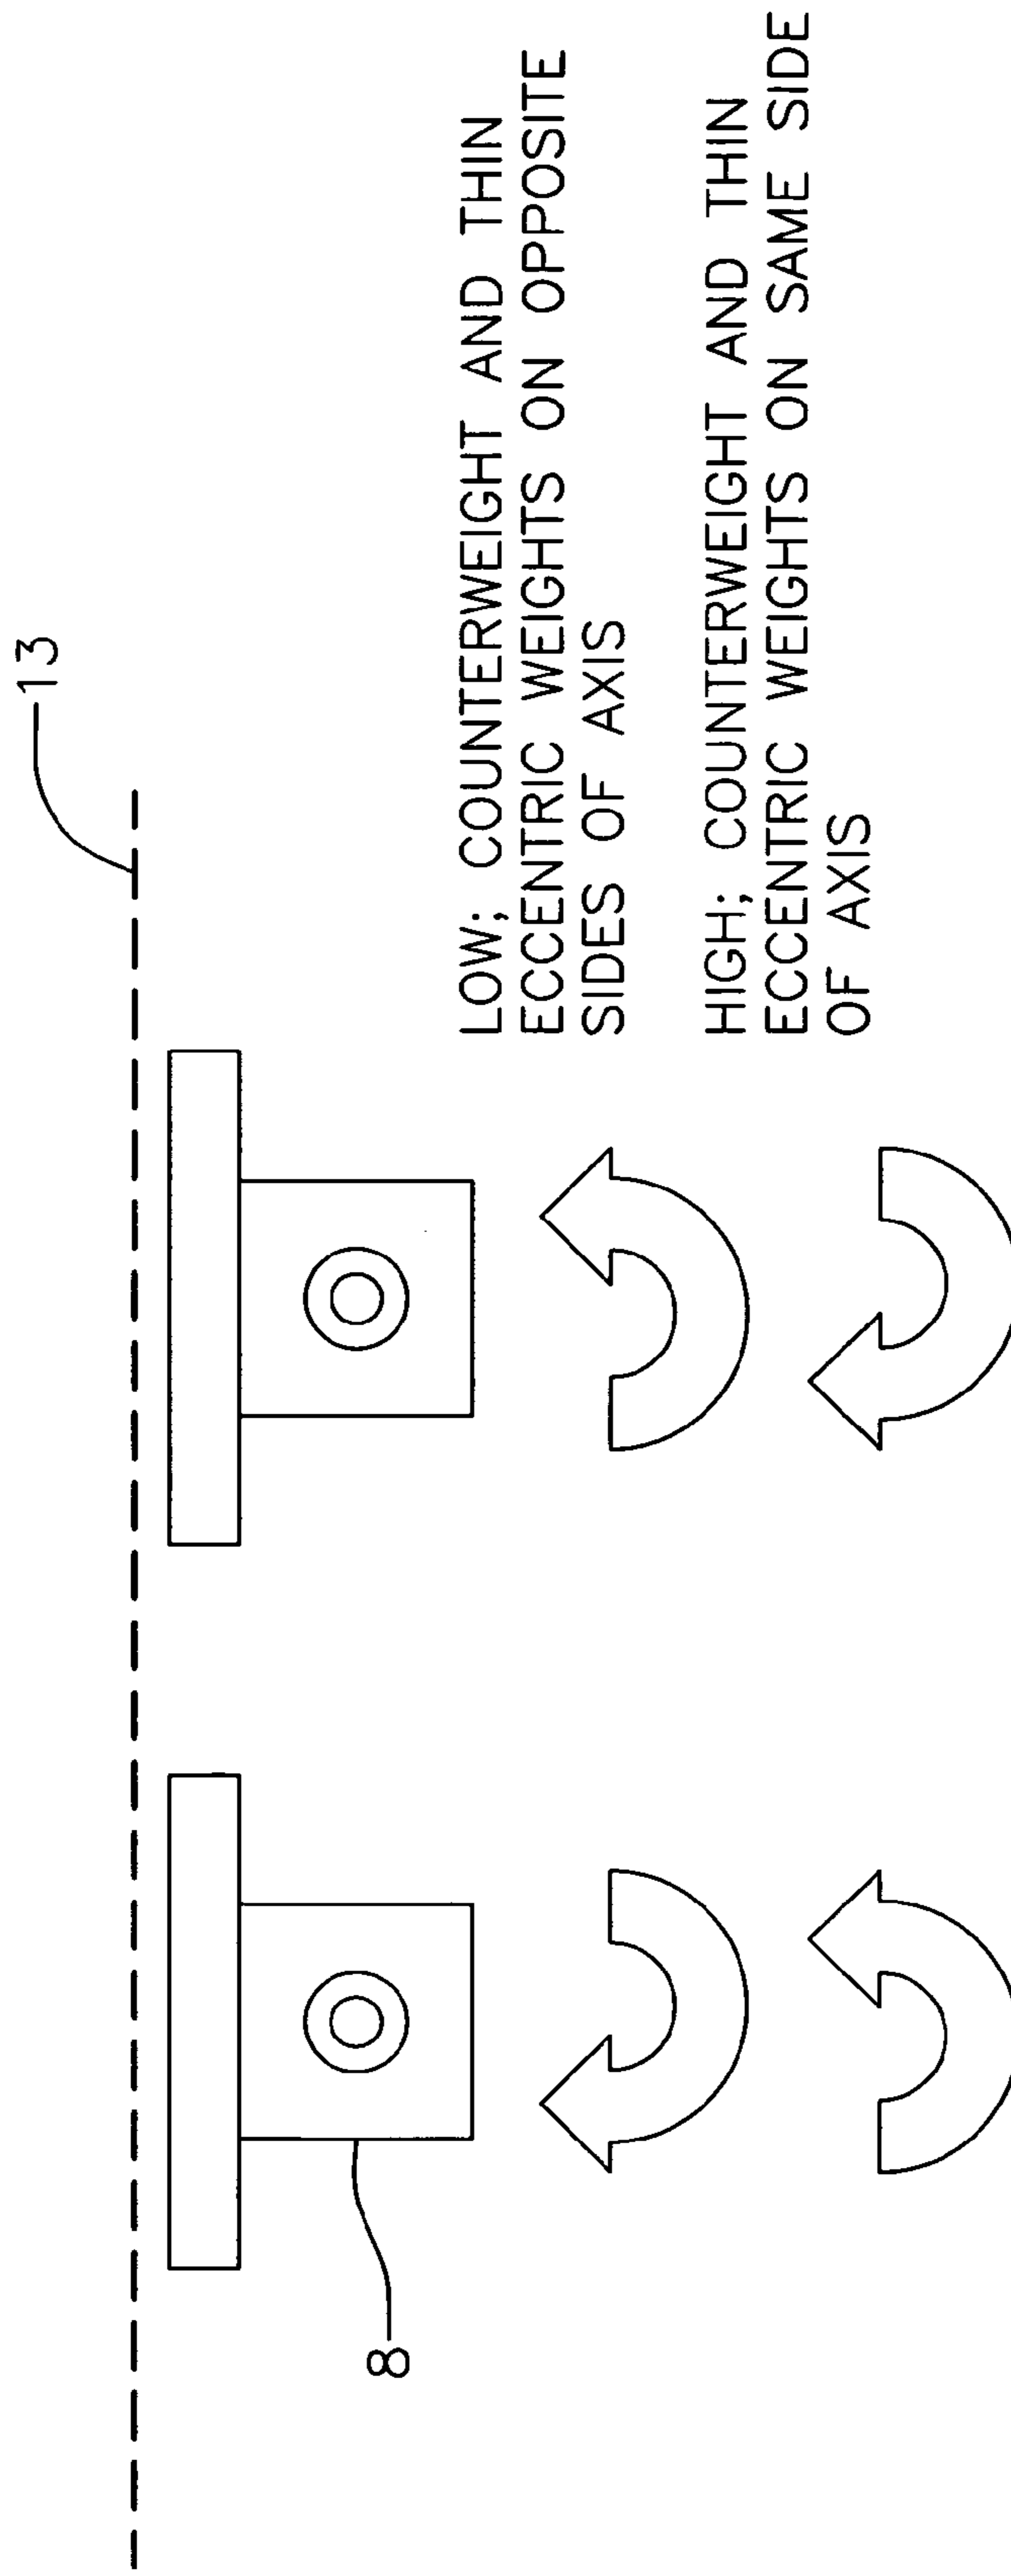 13
8
LOW; COUNTERWEIGHT AND THIN
ECCENTRIC WEIGHTS ON OPPOSITE
SIDES OF AXIS
HIGH; COUNTERWEIGHT AND THIN
ECCENTRIC WEIGHTS ON SAME SIDE
OF AXIS